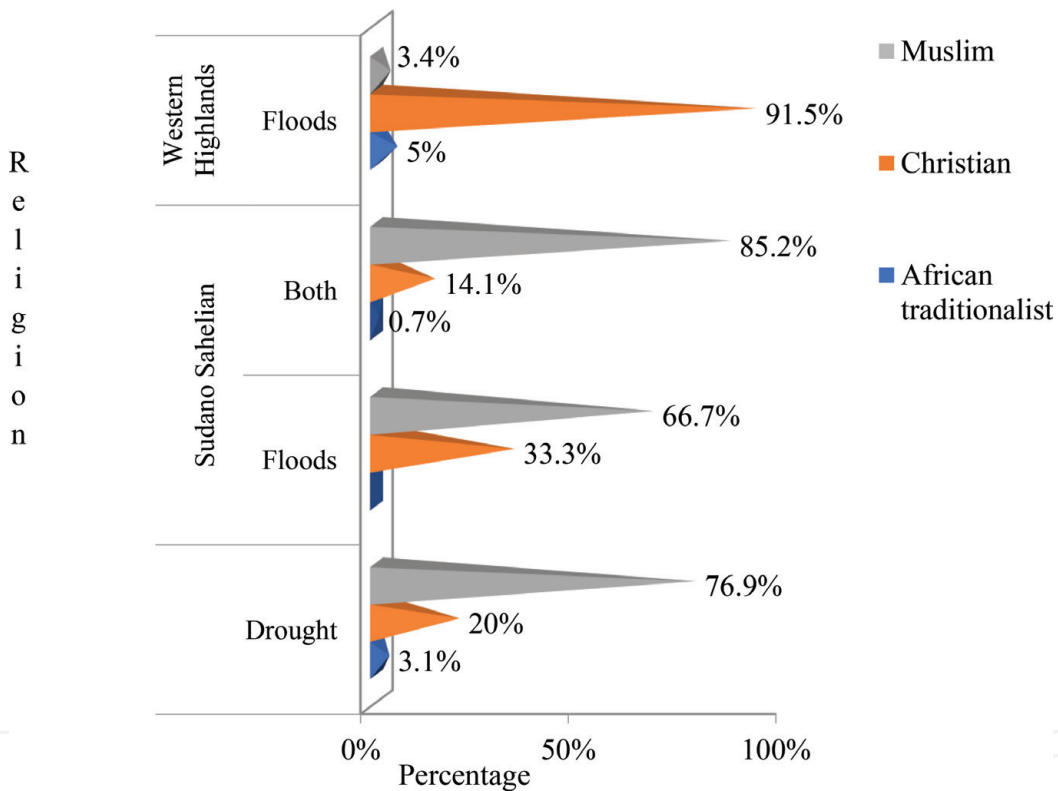 Religion
Western
Highlands
Sudano Sahelian
Floods
Both
Floods
Drought
3.4%
91.5%
5%
85.2%
14.1%
0.7%
66.7%
33.3%
76.9%
20%
3.1%
0%
50%
100%
Percentage
Muslim
Christian
African
traditionalist